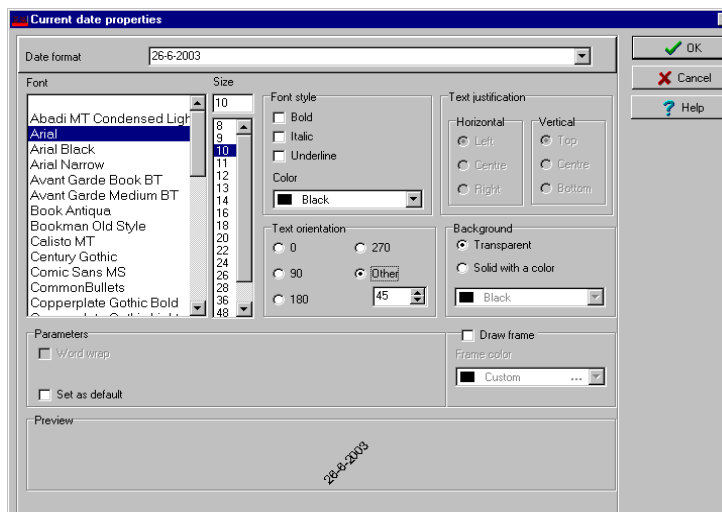 Current date properties
Date format
26-6-2003
OK
Cancel
Help
Font
Abadi MT Condensed Ligh
Arial
Arial Black
Arial Narrow
Avant Garde Book BT
Avant Garde Medium BT
Book Antiqua
Bookman Old Style
Calisto MT
Century Gothic
Comic Sans MS
CommonBullets
Copperplate Gothic Bold
Copperplate Gothic Light
Size
10
8
9
10
11
12
13
14
16
18
20
22
24
26
28
36
48
Font style
Bold
Italic
Underline
Color
Black
Text justification
Horizontal
Left
Centre
Right
Vertical
Top
Centre
Bottom
Text orientation
0
270
90
Other
180
45
Background
Transparent
Solid with a color
Black
Parameters
Word wrap
Set as default
Draw frame
Frame color
Custom ...
Preview
26-6-2003